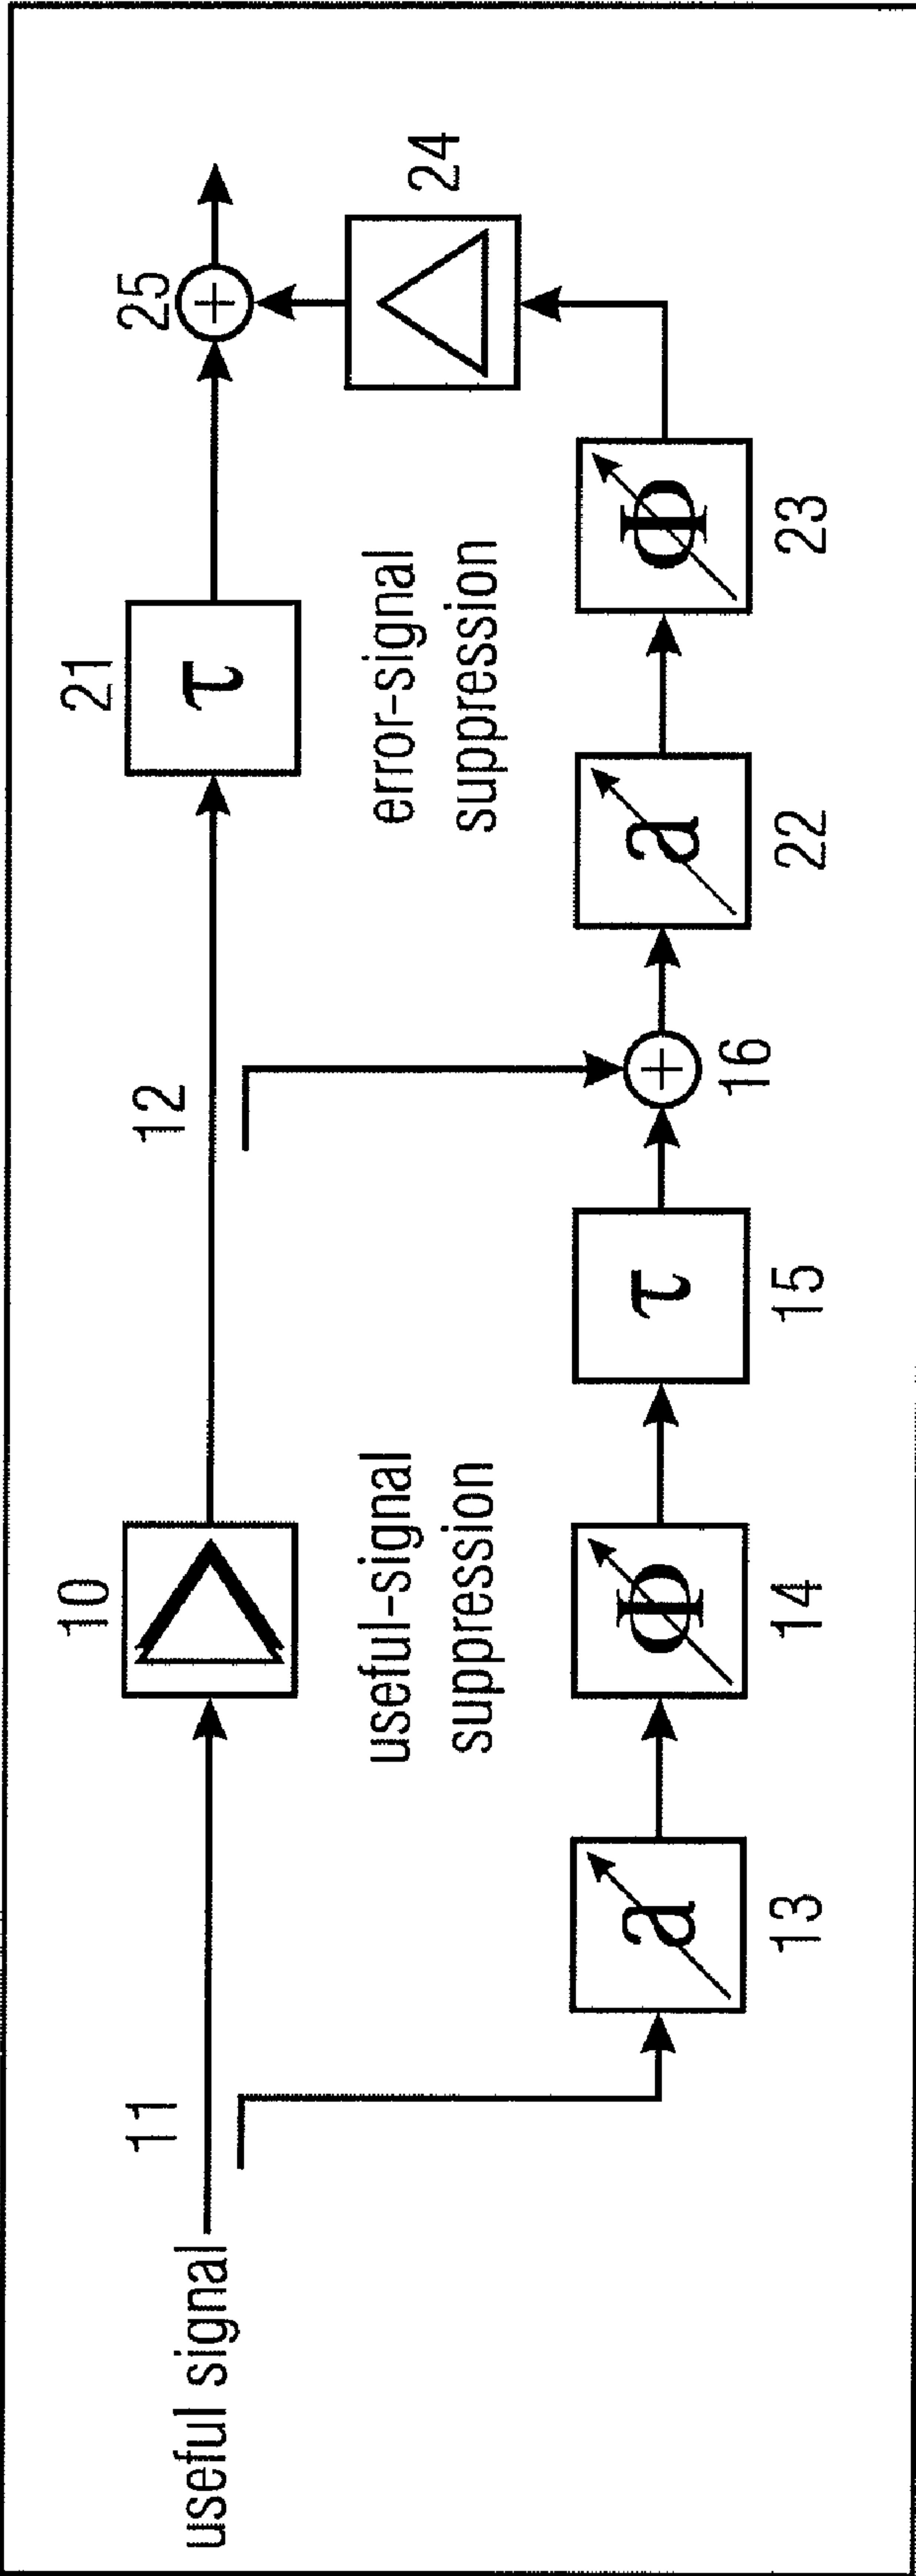 useful signal
11
10
12
21
τ
25
+
24
useful-signal
suppression
error-signal
suppression
a
13
Φ
14
τ
15
+
16
a
22
Φ
23